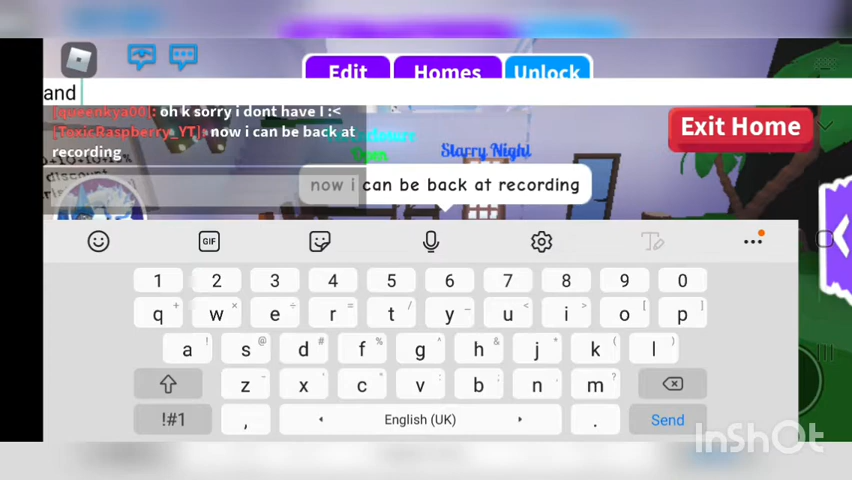 Edit Homes Unlock
and
[queenkya00]: oh k sorry i dont have I :<
[ToxicRaspberry_YT]: now i can be back at
recording
Exit Home
Open
Starry Night
discount
now i can be back at recording
GIF
1 2 3 4 5 6 7 8 9 0
q w e r t y u i o p
a s d f g h j k l
z x c v b n m
!#1 , English (UK) . Send
InShOt